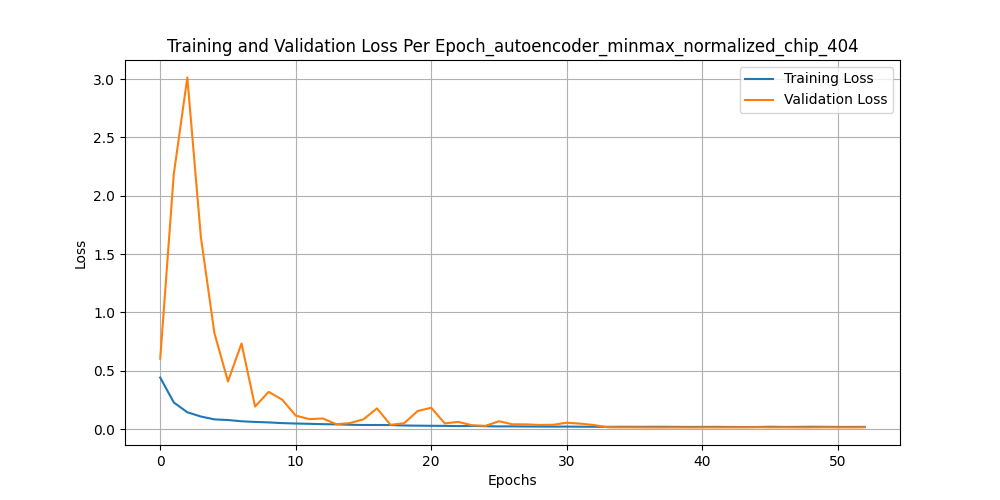 Training and Validation Loss Per Epoch_autoencoder_minmax_normalized_chip_404
Training Loss
Validation Loss
3.0
2.5
2.0
1.5
1.0
0.5
0.0
Loss
0 10 20 30 40 50
Epochs